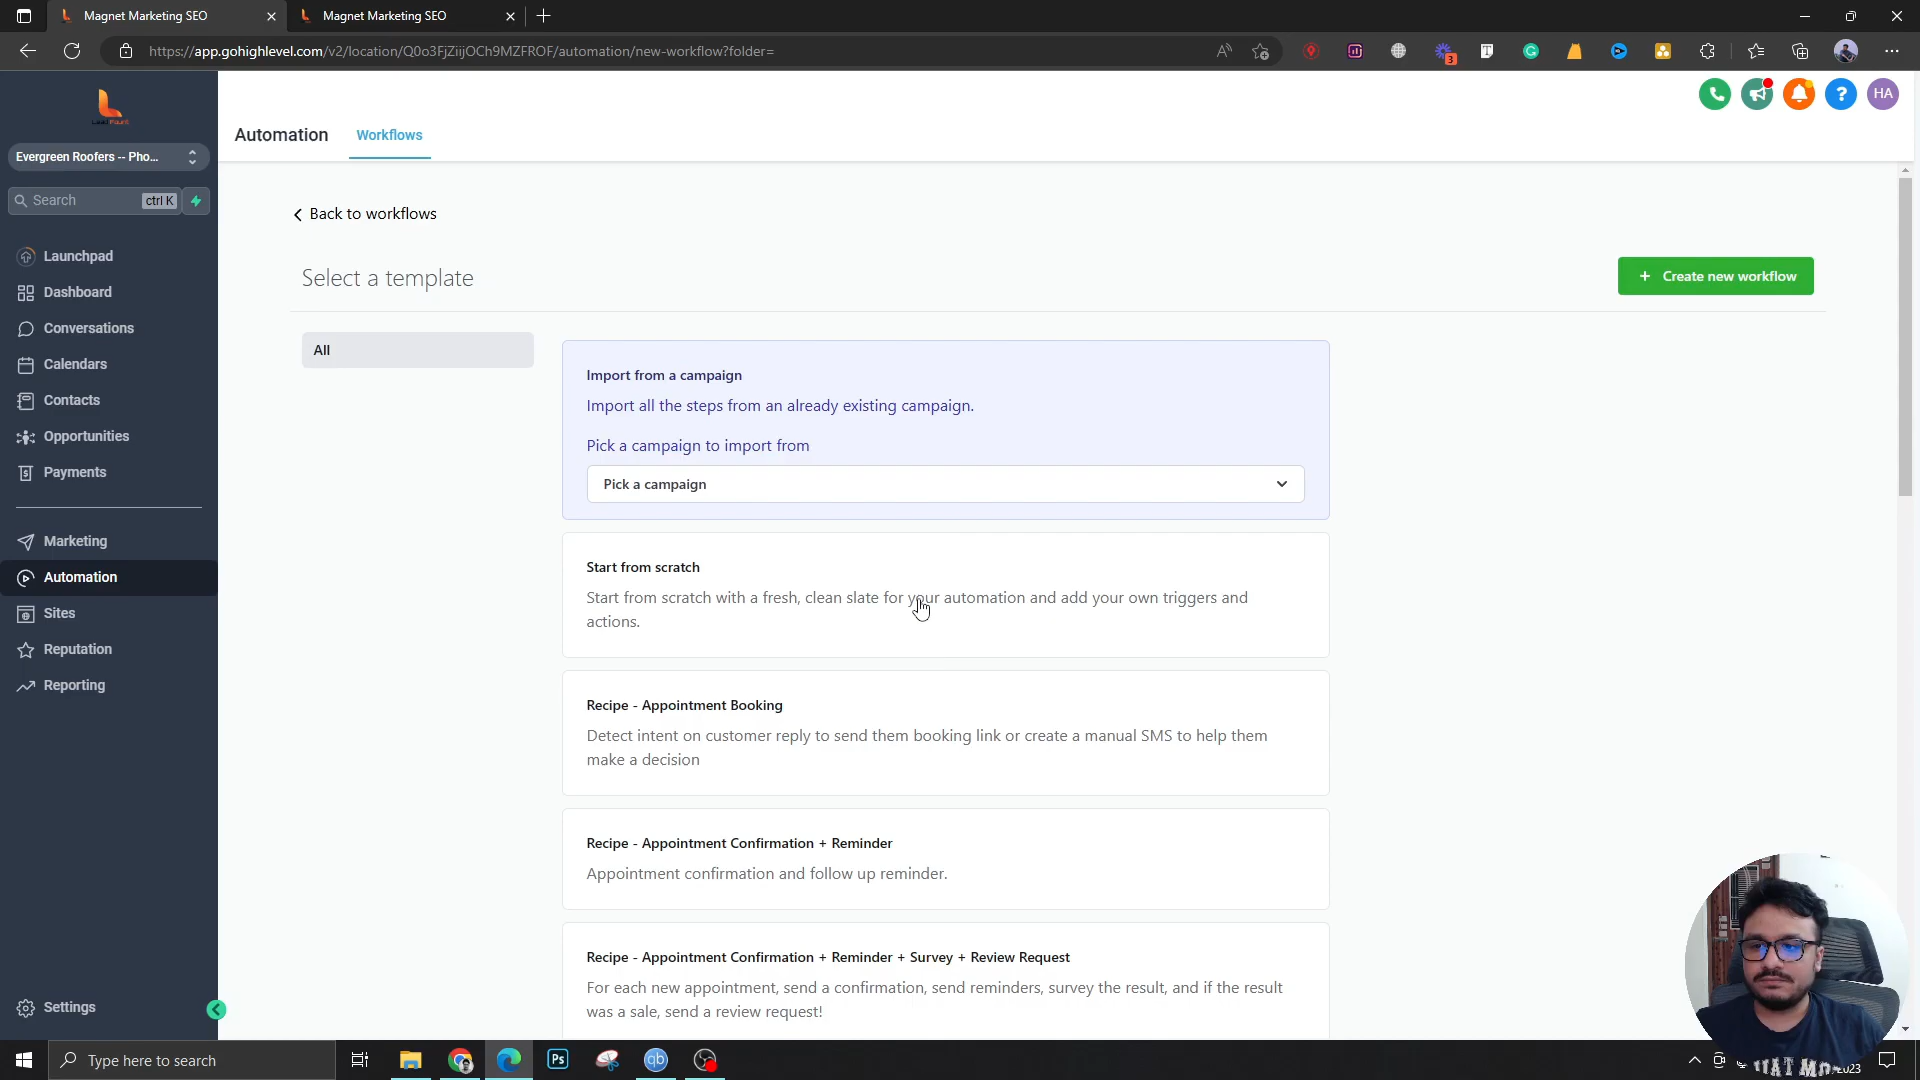 Magnet Marketing SEO
Magnet Marketing SEO
https://app.gohighlevel.com/v2/location/Q0o3FjZiijOCh9MZFROF/automation/new-workflow?folder=
3
Automation
Workflows
HA
Evergreen Roofers -- Pho...
Search
ctrl K
Launchpad
Dashboard
Conversations
Calendars
Contacts
Opportunities
Payments
Marketing
Automation
Sites
Reputation
Reporting
Settings
Back to workflows
Select a template
+ Create new workflow
All
Import from a campaign
Import all the steps from an already existing campaign.
Pick a campaign to import from
Pick a campaign
Start from scratch
Start from scratch with a fresh, clean slate for your automation and add your own triggers and
actions.
Recipe - Appointment Booking
Detect intent on customer reply to send them booking link or create a manual SMS to help them
make a decision
Recipe - Appointment Confirmation + Reminder
Appointment confirmation and follow up reminder.
Recipe - Appointment Confirmation + Reminder + Survey + Review Request
For each new appointment, send a confirmation, send reminders, survey the result, and if the result
was a sale, send a review request!
Type here to search
Ps
qb